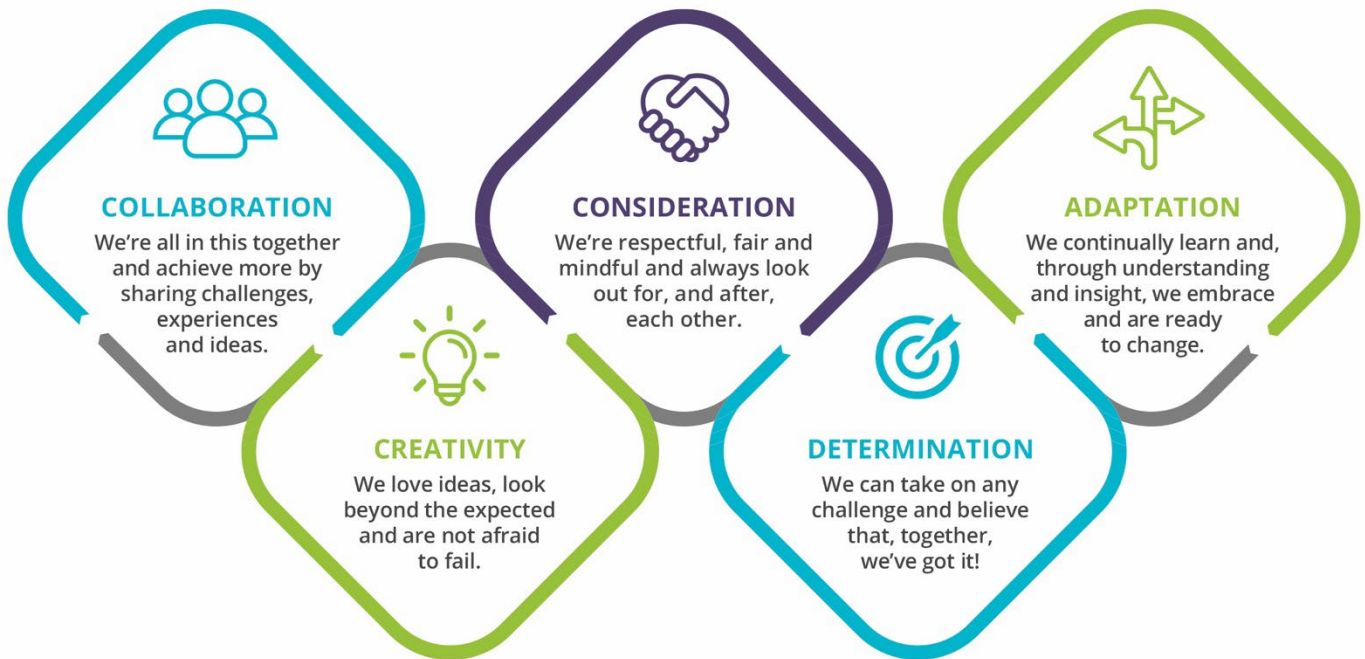 COLLABORATION
We’re all in this together
and achieve more by
sharing challenges,
experiences
and ideas.
CREATIVITY
We love ideas, look
beyond the expected
and are not afraid
to fail.
CONSIDERATION
We’re respectful, fair and
mindful and always look
out for, and after,
each other.
DETERMINATION
We can take on any
challenge and believe
that, together,
we’ve got it!
ADAPTATION
We continually learn and,
through understanding
and insight, we embrace
and are ready
to change.